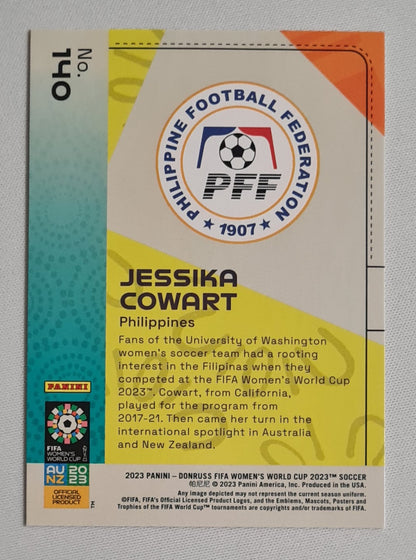 No.
140
PHILIPPINE FOOTBALL FEDERATION
PFF
1907
JESSIKA
COWART
Philippines
Fans of the University of Washington
women's soccer team had a rooting
interest in the Filipinas when they
competed at the FIFA Women's World Cup
2023™. Cowart, from California,
played for the program from
2017-21. Then came her turn in the
international spotlight in Australia
and New Zealand.
PANINI
FIFA
WOMEN'S
WORLD CUP
AU 20
NZ 23
OFFICIAL
LICENSED
PRODUCT
TM
2023 PANINI – DONRUSS FIFA WOMEN'S WORLD CUP 2023™ SOCCER
帕尼尼 © 2023 Panini America, Inc. Produced in the USA.
Any image depicted may not represent the current season uniform.
©FIFA, FIFA's Official Licensed Product Logos, and the Emblems, Mascots, Posters and
Trophies of the FIFA World Cup™ tournaments are copyrights and/or trademarks of FIFA.